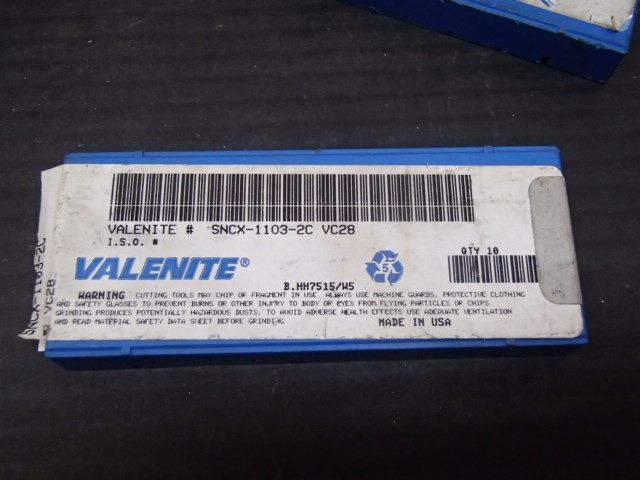 VALENITE # SNCX-1103-2C VC28
I.S.O. #
QTY 10
VALENITE®
5
B.HH7515/W5
WARNING CUTTING TOOLS MAY CHIP OR FRAGMENT IN USE. ALWAYS USE MACHINE GUARDS, PROTECTIVE CLOTHING
AND SAFETY GLASSES TO PREVENT BURNS OR OTHER INJURY TO BODY OR EYES FROM FLYING PARTICLES OR CHIPS
GRINDING PRODUCES POTENTIALLY HAZARDOUS DUSTS. TO AVOID ADVERSE HEALTH EFFECTS USE ADEQUATE VENTILATION
AND READ MATERIAL SAFETY DATA SHEET BEFORE GRINDING
MADE IN USA
SNCX-1103-2C
VC28